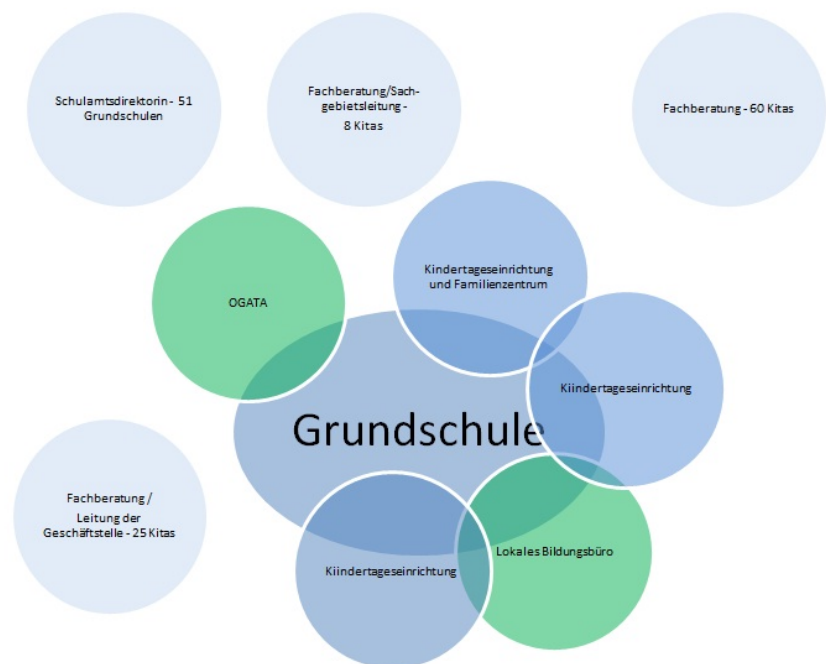 Schulamtsdirektorin - 51
Grundschulen
Fachberatung/Sach-
gebietsleitung -
8 Kitas
Fachberatung - 60 Kitas
Kindertageseinrichtung
und Familienzentrum
OGATA
Kiindertageseinrichtung
Grundschule
Fachberatung /
Leitung der
Geschäftstelle - 25 Kitas
Lokales Bildungsbüro
Kiindertageseinrichtung